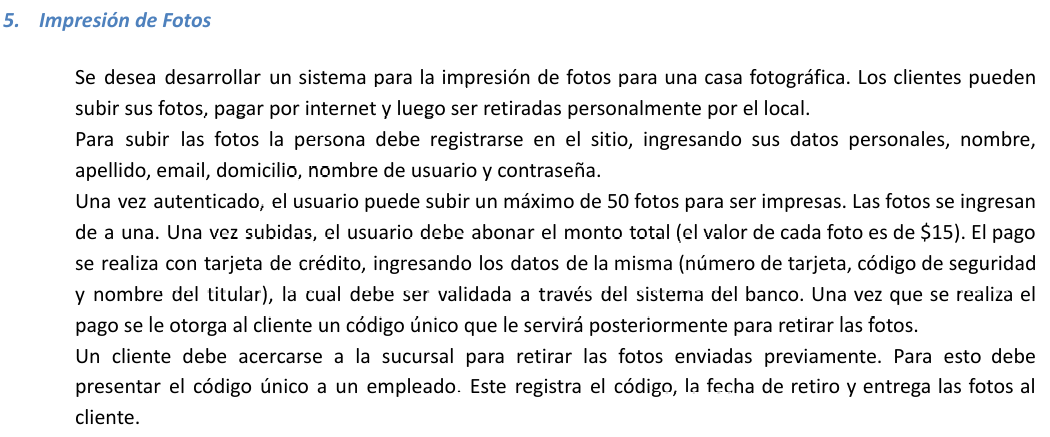 5. Impresión de Fotos
Se desea desarrollar un sistema para la impresión de fotos para una casa fotográfica. Los clientes pueden
subir sus fotos, pagar por internet y luego ser retiradas personalmente por el local.
Para subir las fotos la persona debe registrarse en el sitio, ingresando sus datos personales, nombre,
apellido, email, domicilio, nombre de usuario y contraseña.
Una vez autenticado, el usuario puede subir un máximo de 50 fotos para ser impresas. Las fotos se ingresan
de a una. Una vez subidas, el usuario debe abonar el monto total (el valor de cada foto es de $15). El pago
se realiza con tarjeta de crédito, ingresando los datos de la misma (número de tarjeta, código de seguridad
y nombre del titular), la cual debe ser validada a través del sistema del banco. Una vez que se realiza el
pago se le otorga al cliente un código único que le servirá posteriormente para retirar las fotos.
Un cliente debe acercarse a la sucursal para retirar las fotos enviadas previamente. Para esto debe
presentar el código único a un empleado. Este registra el código, la fecha de retiro y entrega las fotos al
cliente.